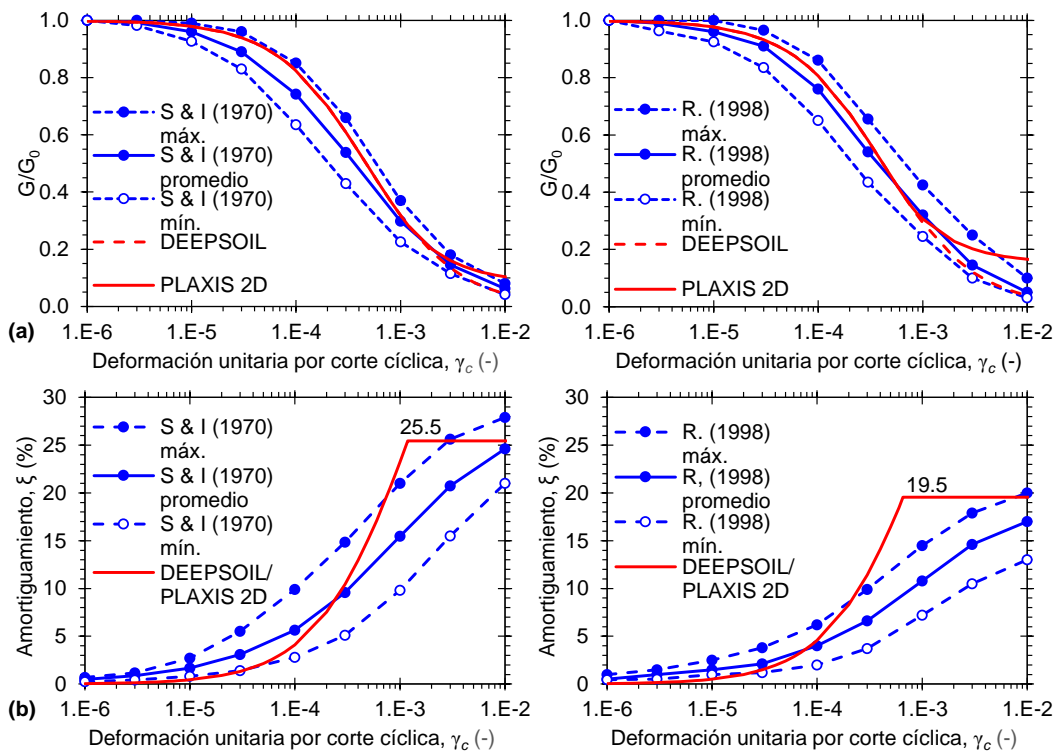 1.0
0.8
0.6
0.4
0.2
0.0
G/G0
S & I (1970)
máx.
S & I (1970)
promedio
S & I (1970)
mín.
DEEPSOIL
PLAXIS 2D
1.E-6 1.E-5 1.E-4 1.E-3 1.E-2
(a)
Deformación unitaria por corte cíclica, γc (-)
1.0
0.8
0.6
0.4
0.2
0.0
G/G0
R. (1998)
máx.
R. (1998)
promedio
R. (1998)
mín.
DEEPSOIL
PLAXIS 2D
1.E-6 1.E-5 1.E-4 1.E-3 1.E-2
Deformación unitaria por corte cíclica, γc (-)
30
25
20
15
10
5
0
Amortiguamiento, ξ (%)
S & I (1970)
máx.
S & I (1970)
promedio
S & I (1970)
mín.
DEEPSOIL/
PLAXIS 2D
25.5
1.E-6 1.E-5 1.E-4 1.E-3 1.E-2
(b)
Deformación unitaria por corte cíclica, γc (-)
30
25
20
15
10
5
0
Amortiguamiento, ξ (%)
R. (1998)
máx.
R, (1998)
promedio
R. (1998)
mín.
DEEPSOIL/
PLAXIS 2D
19.5
1.E-6 1.E-5 1.E-4 1.E-3 1.E-2
Deformación unitaria por corte cíclica, γc (-)